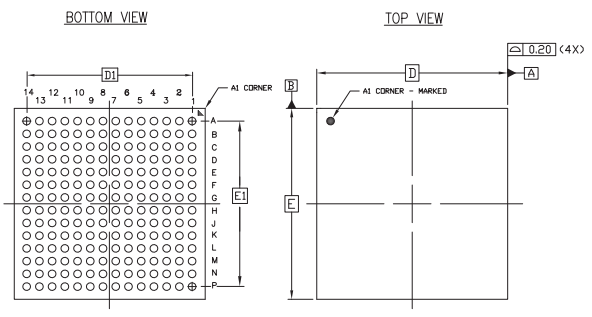 BOTTOM VIEW
TOP VIEW
0.20 (4X)
D1
D
A
14 12 10 8 6 4 2
13 11 9 7 5 3 1
A1 CORNER
B
A1 CORNER - MARKED
A
B
C
D
E
F
G
H
J
K
L
M
N
P
E1
E